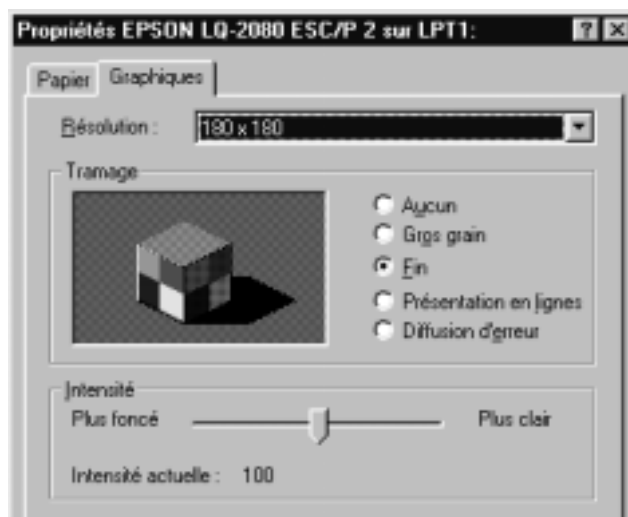 Propriétés EPSON LQ-2080 ESC/P 2 sur LPT1:
Papier Graphiques
Résolution : 180 x 180
Tramage
Aucun
Gros grain
Fin
Présentation en lignes
Diffusion d'erreur
Intensité
Plus foncé Plus clair
Intensité actuelle : 100